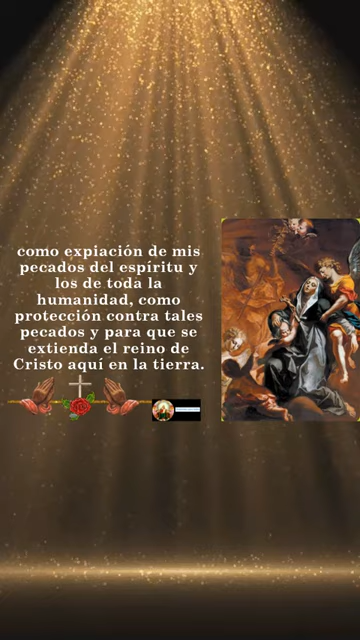 como expiación de mis
pecados del espíritu y
los de toda la
humanidad, como
protección contra tales
pecados y para que se
extienda el reino de
Cristo aquí en la tierra.